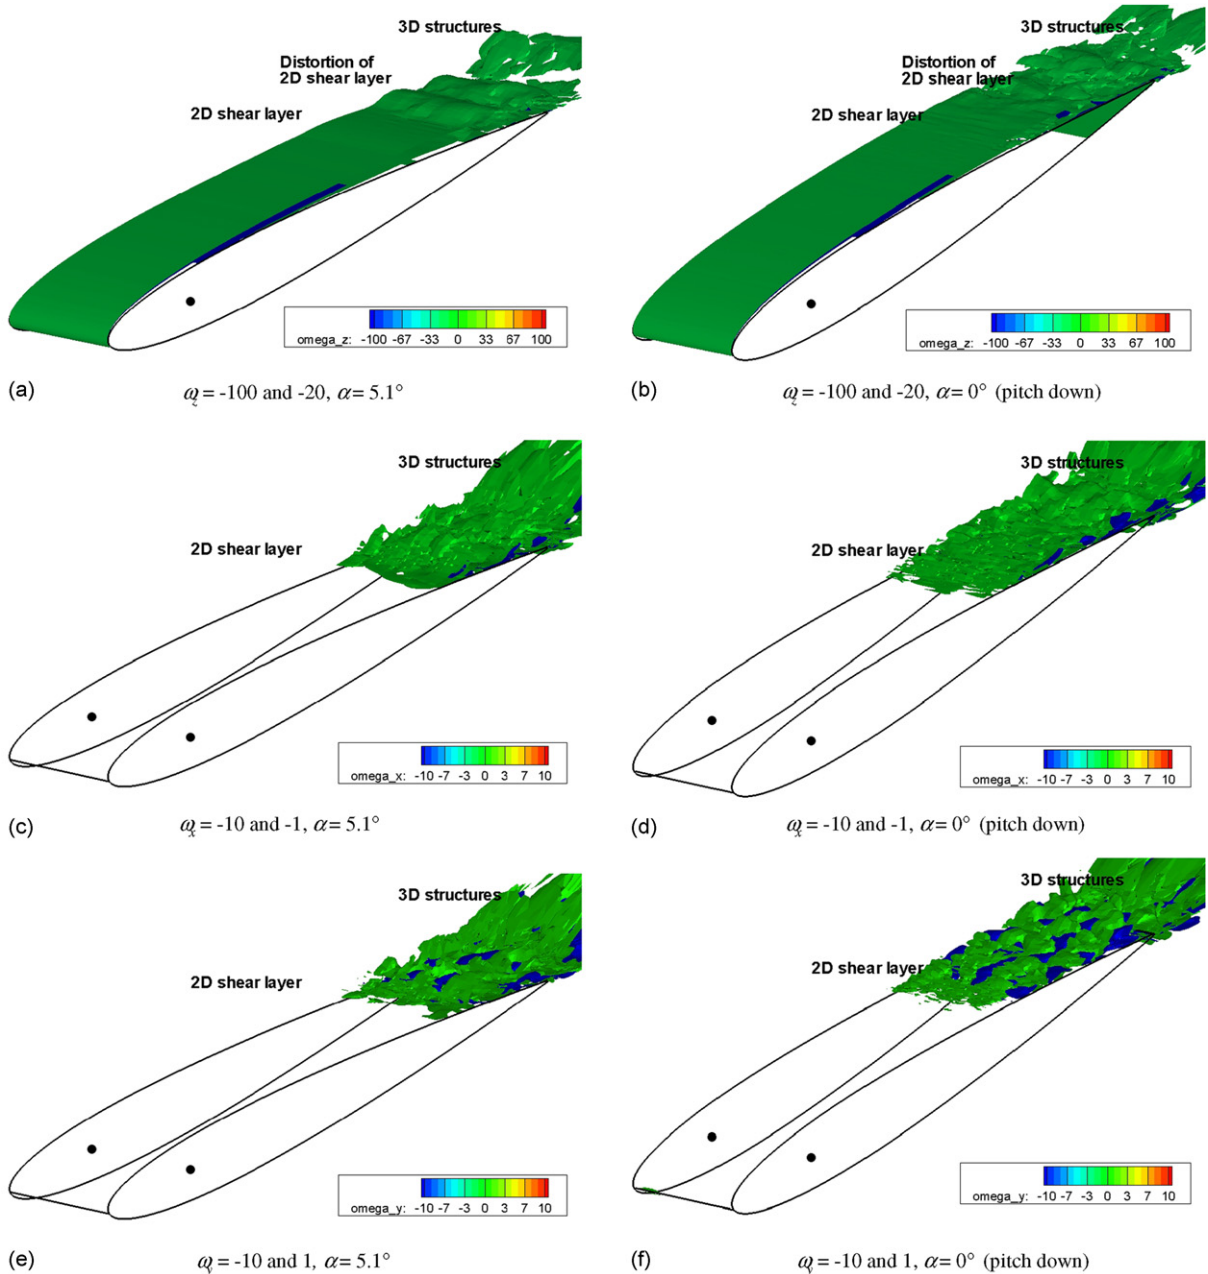 3D structures
Distortion of
2D shear layer
2D shear layer
omega_z: -100 -67 -33 0 33 67 100
(a) ω_z = -100 and -20, α = 5.1°
3D structures
Distortion of
2D shear layer
2D shear layer
omega_z: -100 -67 -33 0 33 67 100
(b) ω_z = -100 and -20, α = 0° (pitch down)
3D structures
2D shear layer
omega_x: -10 -7 -3 0 3 7 10
(c) ω_x = -10 and -1, α = 5.1°
3D structures
2D shear layer
omega_x: -10 -7 -3 0 3 7 10
(d) ω_x = -10 and -1, α = 0° (pitch down)
3D structures
2D shear layer
omega_y: -10 -7 -3 0 3 7 10
(e) ω_y = -10 and 1, α = 5.1°
3D structures
2D shear layer
omega_y: -10 -7 -3 0 3 7 10
(f) ω_y = -10 and 1, α = 0° (pitch down)